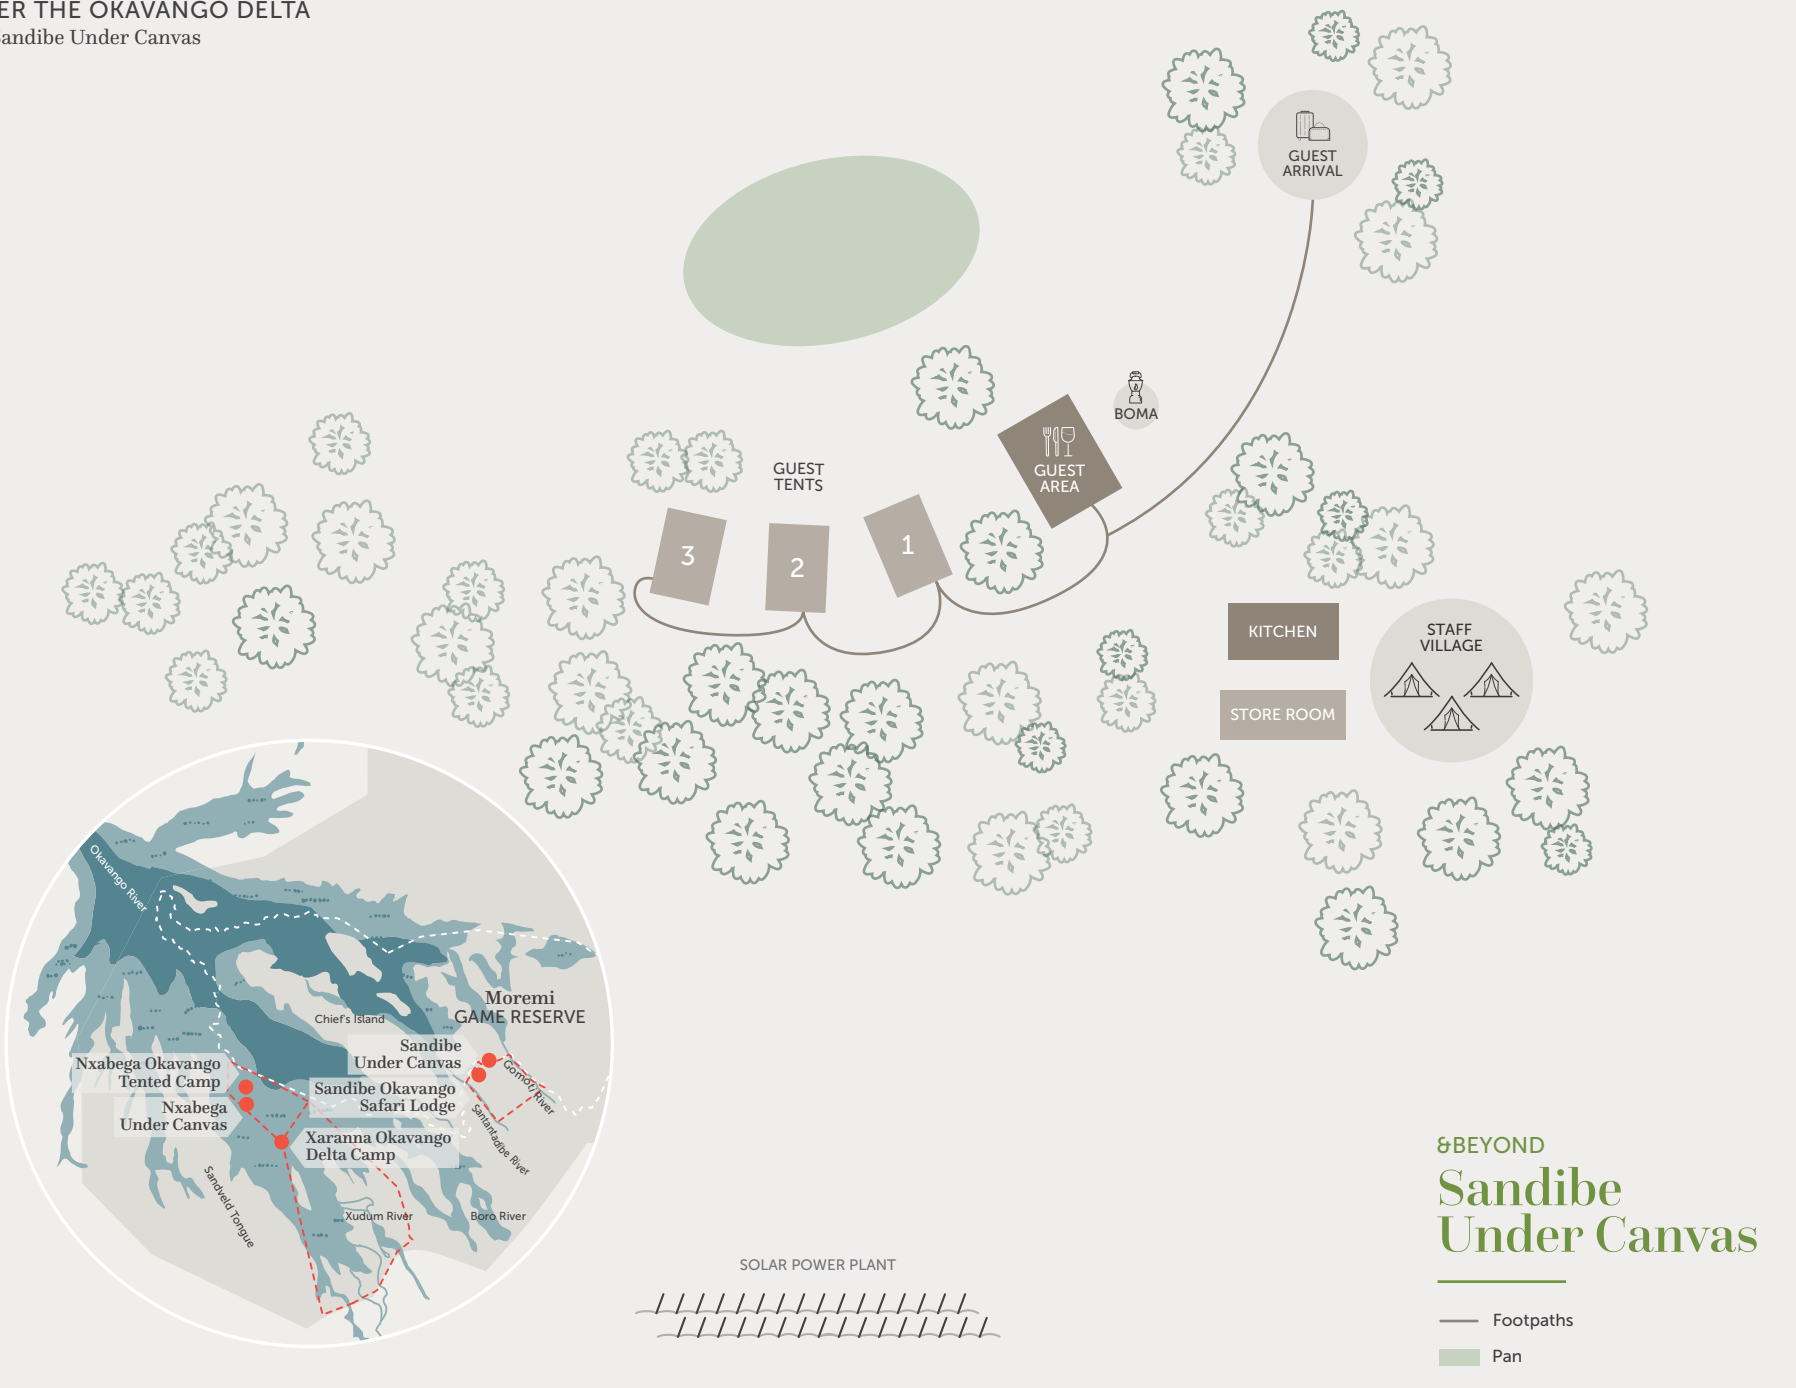 ER THE OKAVANGO DELTA
Sandibe Under Canvas
GUEST
ARRIVAL
BOMA
GUEST
AREA
GUEST
TENTS
3
2
1
KITCHEN
STORE ROOM
STAFF
VILLAGE
Okavango River
Chief's Island
Moremi
GAME RESERVE
Sandibe
Under Canvas
Nxabega Okavango
Tented Camp
Sandibe Okavango
Safari Lodge
Gomoti River
Nxabega
Under Canvas
Santantadibe River
Xaranna Okavango
Delta Camp
Sandveld Tongue
Xudum River
Boro River
SOLAR POWER PLANT
&BEYOND
Sandibe
Under Canvas
Footpaths
Pan